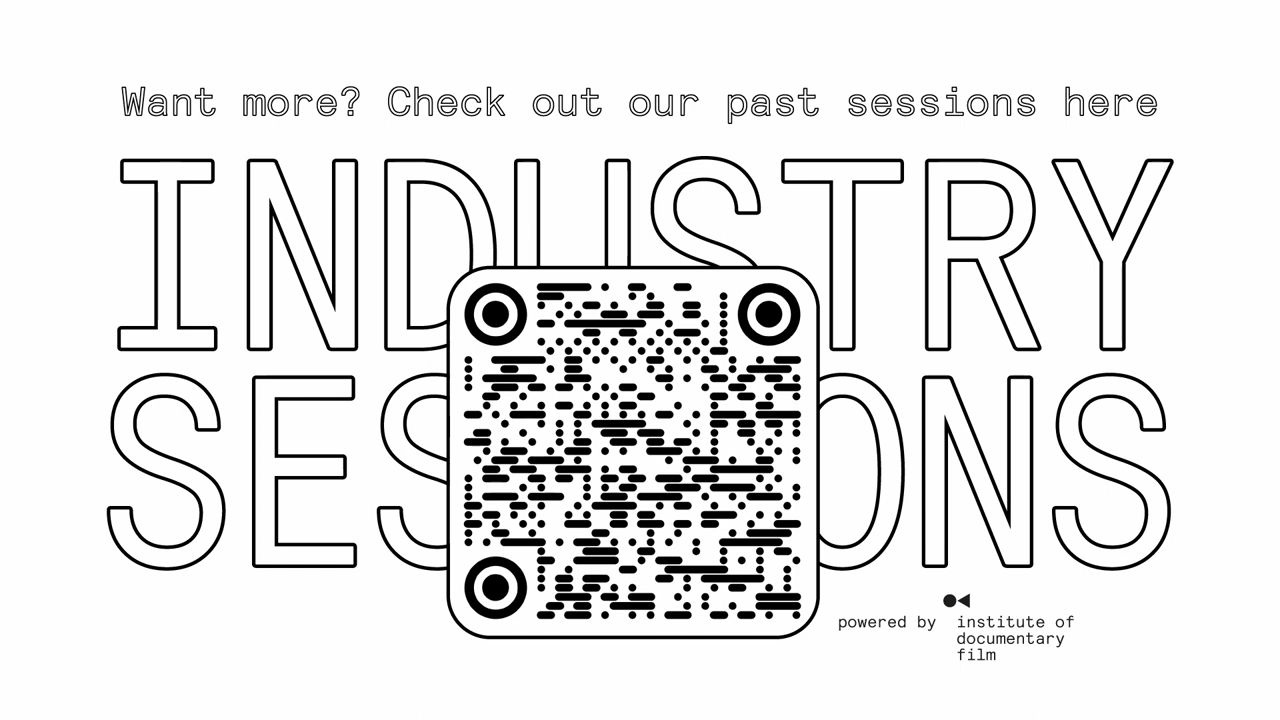 Want more? Check out our past sessions here
INDUSTRY
SESSIONS
powered by institute of
documentary
film